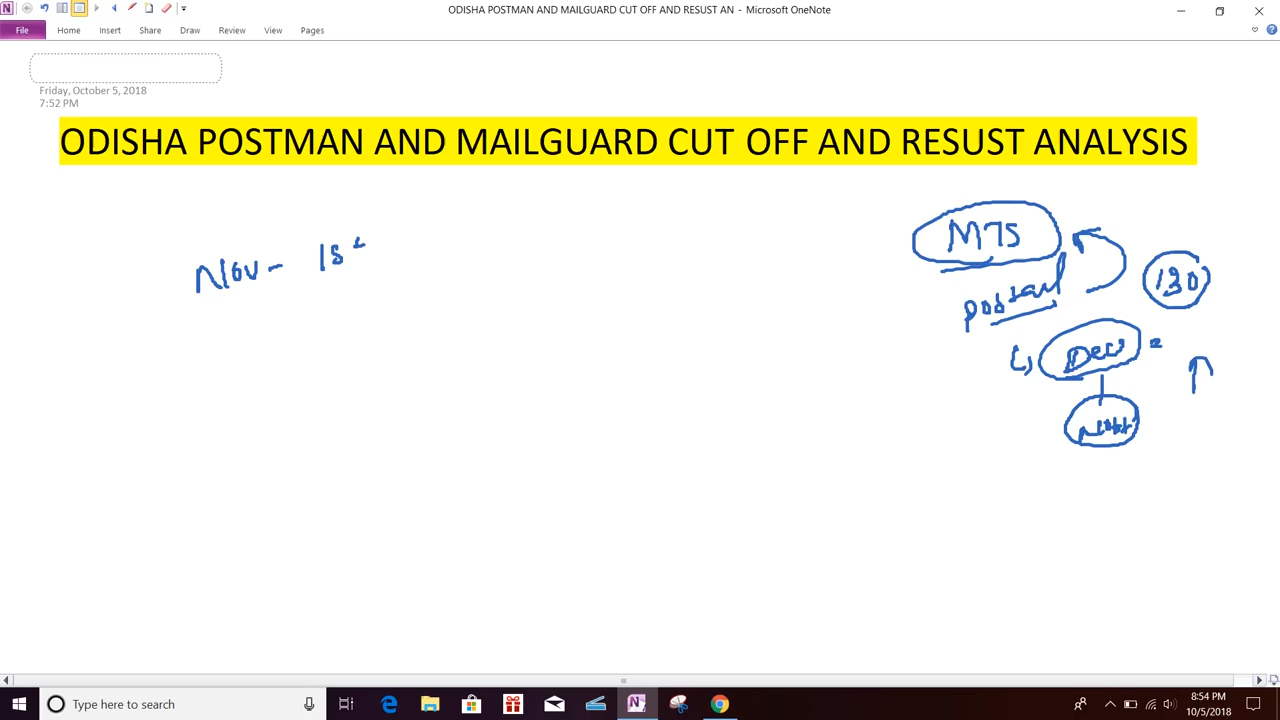 ODISHA POSTMAN AND MAILGUARD CUT OFF AND RESUST AN - Microsoft OneNote
File Home Insert Share Draw Review View Pages
Friday, October 5, 2018
7:52 PM
ODISHA POSTMAN AND MAILGUARD CUT OFF AND RESUST ANALYSIS
MTS
Nov - 15
130
Dec
Type here to search
8:54 PM
10/5/2018